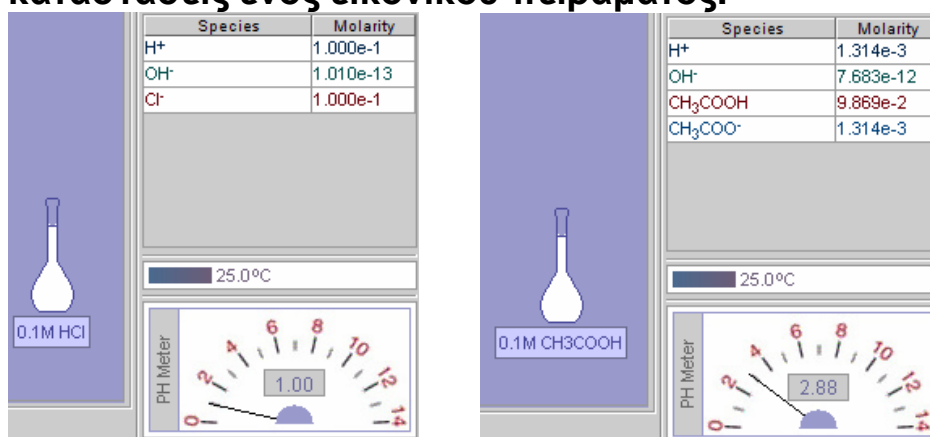 καταστάσεις ενός εικονικού πειράματος.
Species Molarity
H+ 1.000e-1
OH- 1.010e-13
Cl- 1.000e-1
25.0ºC
0.1M HCl
PH Meter
0 2 4 6 8 10 12 14
1.00
Species Molarity
H+ 1.314e-3
OH- 7.683e-12
CH3COOH 9.869e-2
CH3COO- 1.314e-3
25.0ºC
0.1M CH3COOH
PH Meter
0 2 4 6 8 10 12 14
2.88